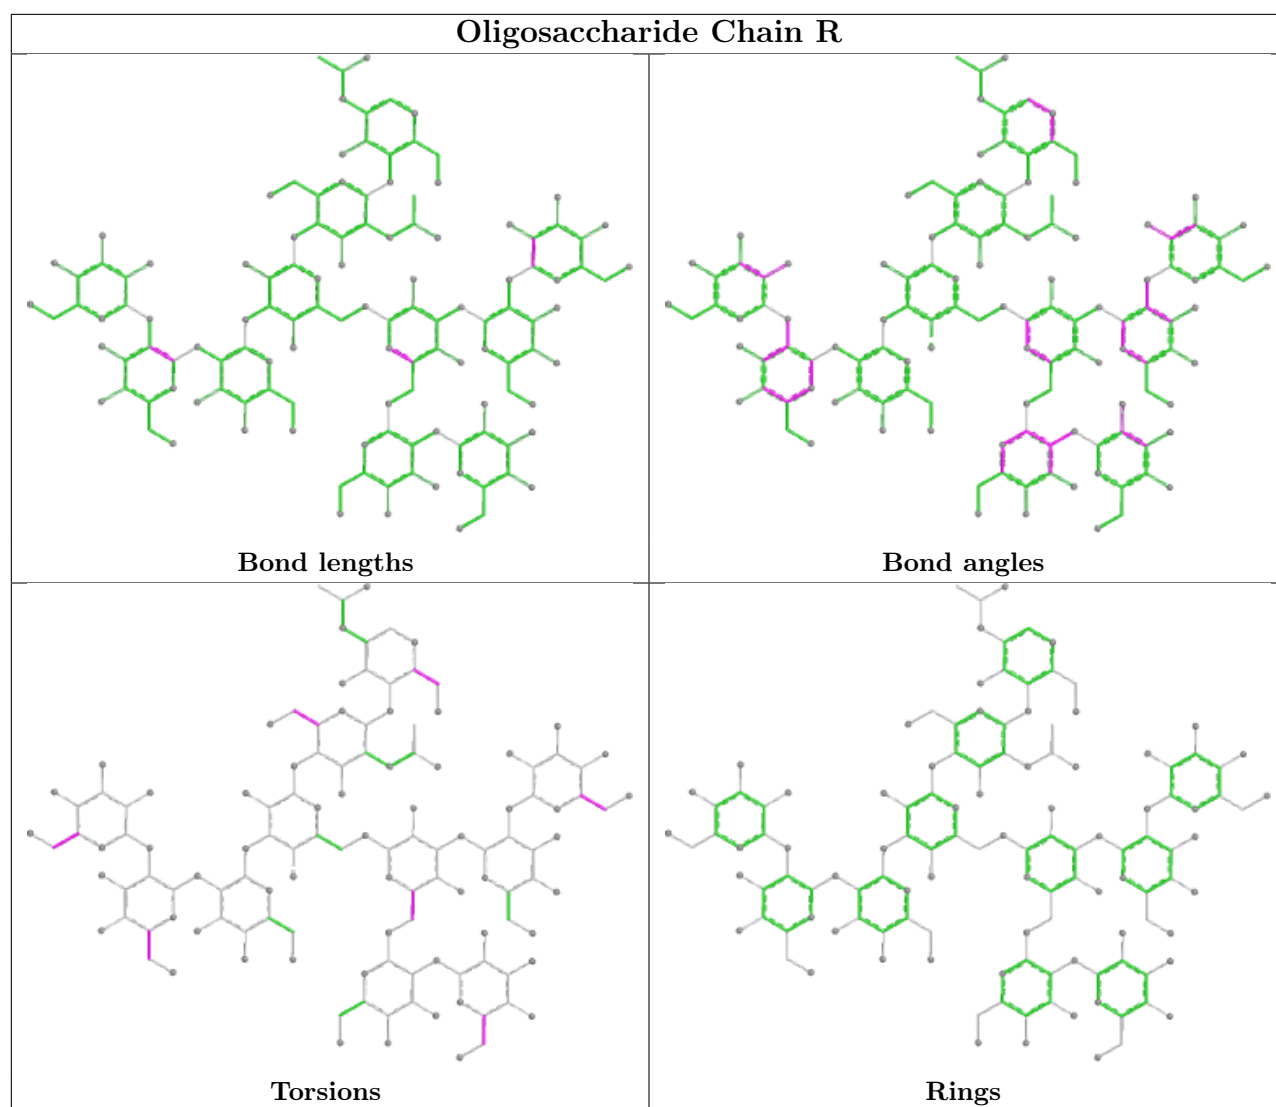 Oligosaccharide Chain R
Bond lengths
Bond angles
Torsions
Rings